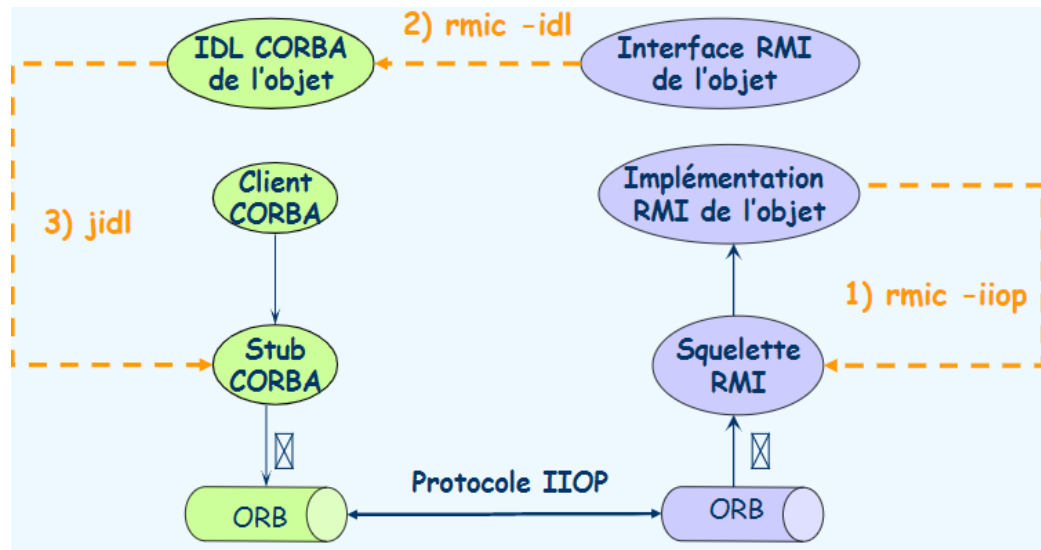 2) rmic -idl
IDL CORBA
de l'objet
Interface RMI
de l'objet
Client
CORBA
Implémentation
RMI de l'objet
3) jidl
1) rmic -iiop
Stub
CORBA
Squelette
RMI
Protocole IIOP
ORB
ORB